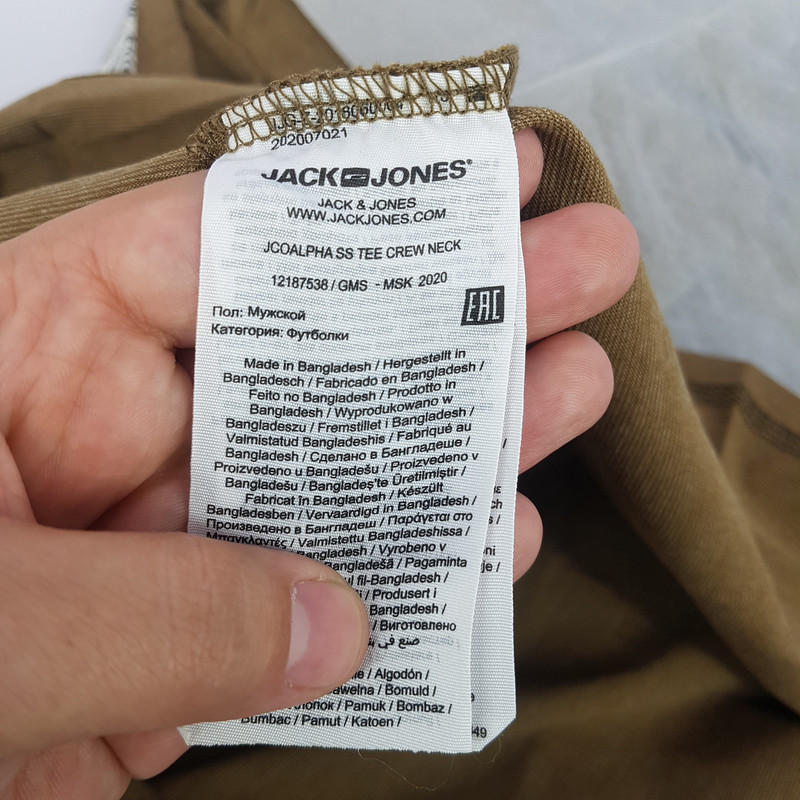 202007021
JACK JONES®
JACK & JONES
WWW.JACKJONES.COM
JCOALPHA SS TEE CREW NECK
12187538 / GMS - MSK 2020
EAC
Пол: Мужской
Категория: Футболки
Made in Bangladesh / Hergestellt in
Bangladesch / Fabricado en Bangladesh /
Feito no Bangladesh / Prodotto in
Bangladesh / Wyprodukowano w
Bangladeszu / Fremstillet i Bangladesh /
Valmistatud Bangladeshis / Fabriqué au
Bangladesh / Сделано в Бангладеше /
Proizvedeno u Bangladešu / Proizvedeno v
Bangladešu / Bangladeş'te Üretilmiştir /
Fabricat în Bangladesh / Készült
Bangladesben / Vervaardigd in Bangladesh /
Произведено в Бангладеш / Παράγεται στο
Μπανγκλαντές / Valmistettu Bangladeshissa /
Bangladesh / Vyrobeno v
Bangladešā / Pagaminta
fil-Bangladesh /
/ Produsert i
Bangladesh /
/ Виготовлено
صنع في
/ Algodón /
/ Bomuld /
/ Pamuk / Bombaz /
Bumbac / Pamut / Katoen /
49